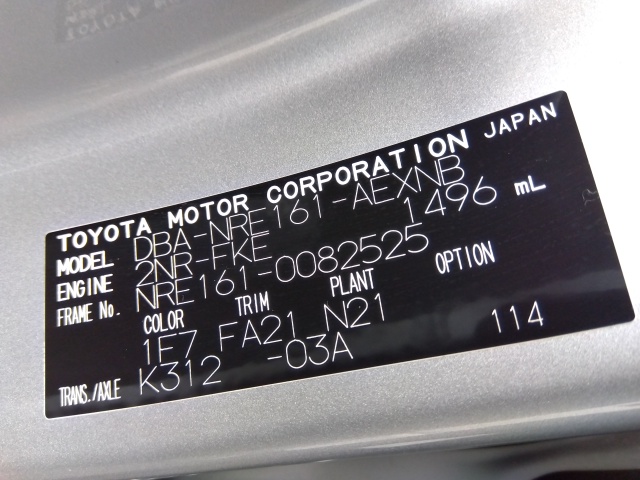 TOYOTA MOTOR CORPORATION JAPAN
MODEL DBA-NRE161-AEXNB
ENGINE 2NR-FKE 1496 mL
FRAME No. NRE161-0082525
COLOR TRIM PLANT OPTION
1F7 FA21 N21
TRANS./AXLE K312 -03A 114